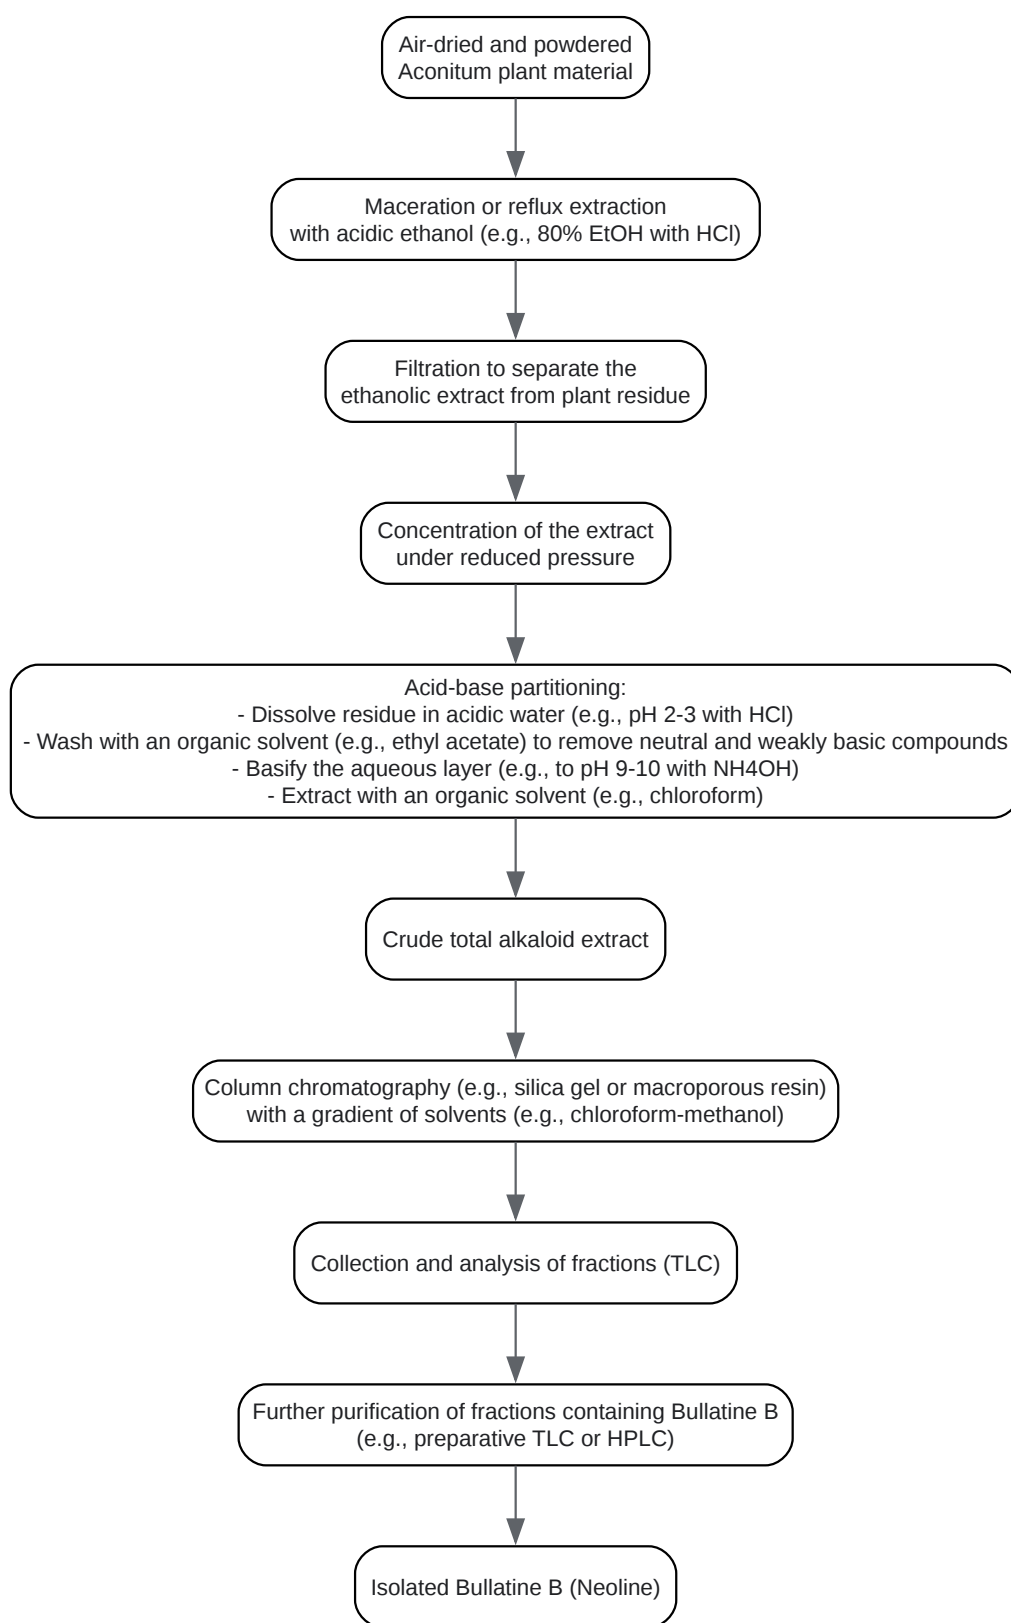 Air-dried and powdered
Aconitum plant material
Maceration or reflux extraction
with acidic ethanol (e.g., 80% EtOH with HCl)
Filtration to separate the
ethanolic extract from plant residue
Concentration of the extract
under reduced pressure
Acid-base partitioning:
- Dissolve residue in acidic water (e.g., pH 2-3 with HCl)
- Wash with an organic solvent (e.g., ethyl acetate) to remove neutral and weakly basic compounds
- Basify the aqueous layer (e.g., to pH 9-10 with NH4OH)
- Extract with an organic solvent (e.g., chloroform)
Crude total alkaloid extract
Column chromatography (e.g., silica gel or macroporous resin)
with a gradient of solvents (e.g., chloroform-methanol)
Collection and analysis of fractions (TLC)
Further purification of fractions containing Bullatine B
(e.g., preparative TLC or HPLC)
Isolated Bullatine B (Neoline)